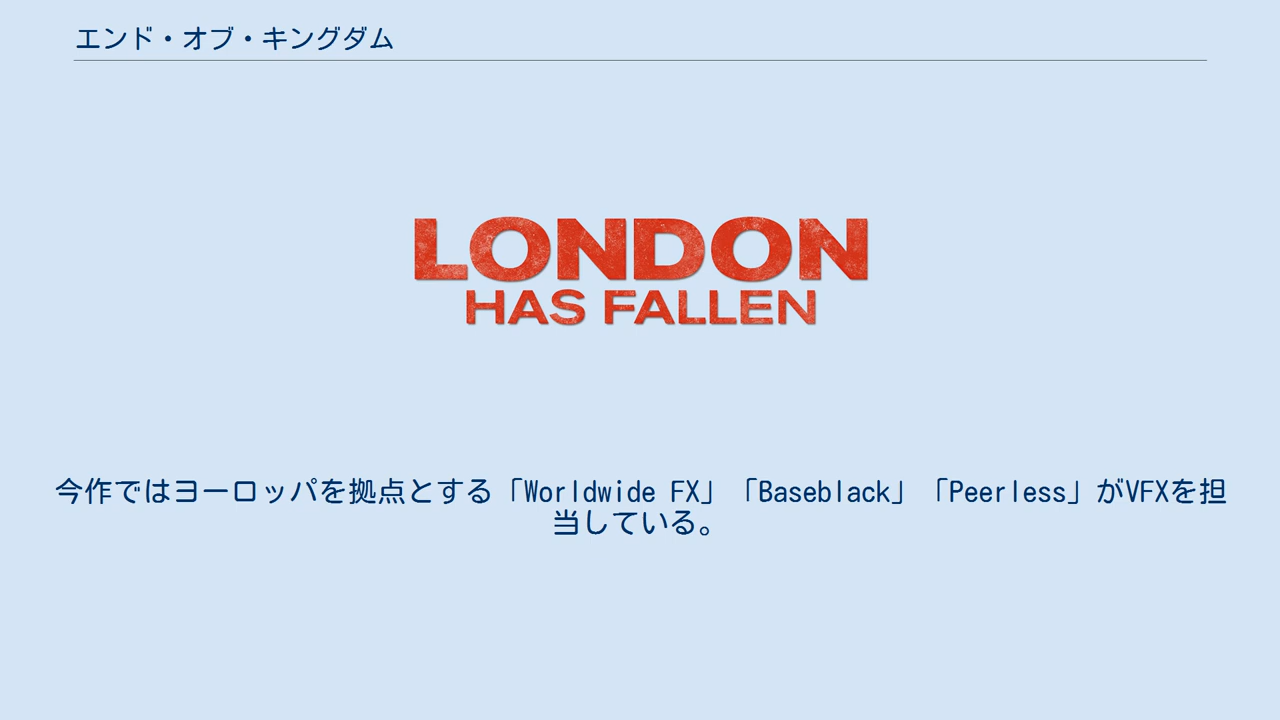 エンド・オブ・キングダム
LONDON
HAS FALLEN
今作ではヨーロッパを拠点とする「Worldwide FX」「Baseblack」「Peerless」がVFXを担
当している。